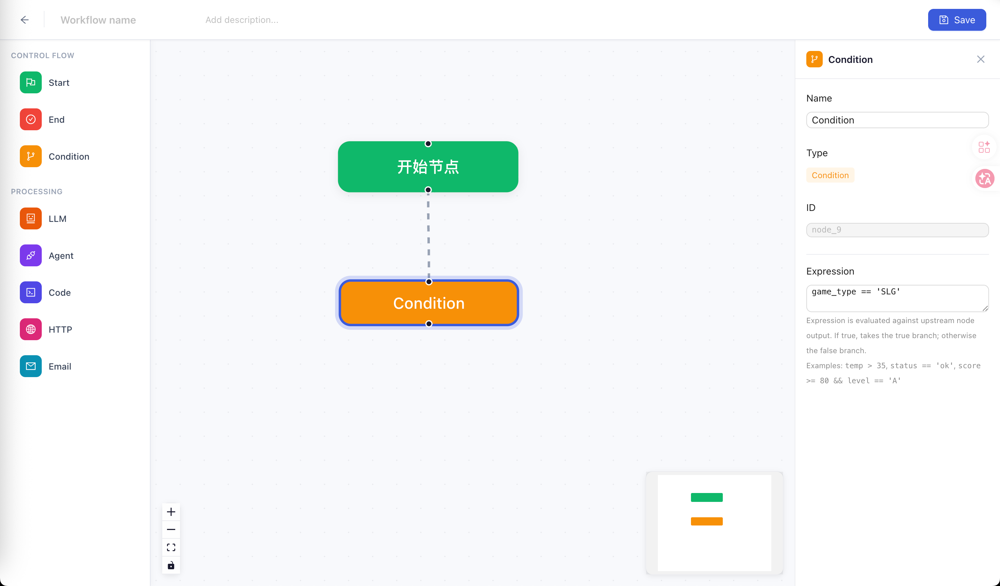 Workflow name
Add description...
Save
CONTROL FLOW
Start
End
Condition
PROCESSING
LLM
Agent
Code
HTTP
Email
开始节点
Condition
Condition
Name
Condition
Type
Condition
ID
node_9
Expression
game_type == 'SLG'
Expression is evaluated against upstream node
output. If true, takes the true branch; otherwise
the false branch.
Examples: temp > 35, status == 'ok', score
>= 80 && level == 'A'